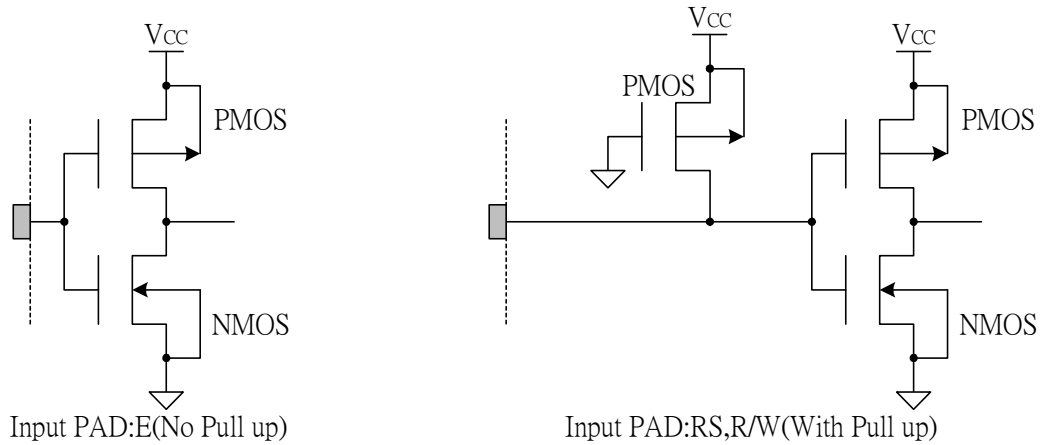 VCC
PMOS
NMOS
Input PAD:E(No Pull up)
VCC
PMOS
VCC
PMOS
NMOS
Input PAD:RS,R/W(With Pull up)